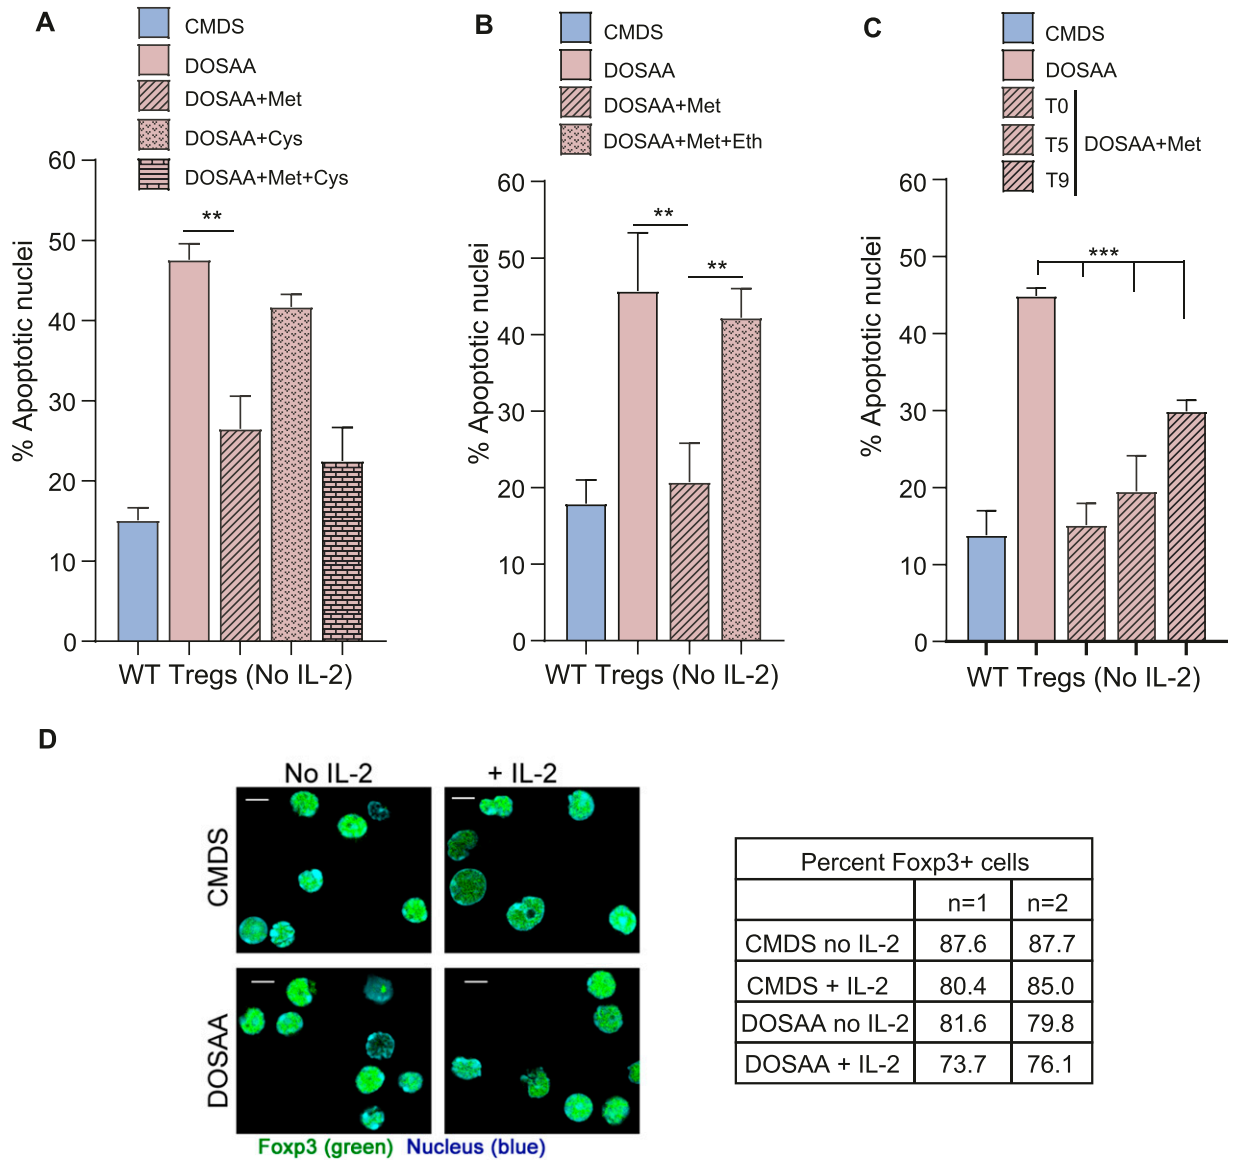 A
CMDS
DOSAA
DOSAA+Met
DOSAA+Cys
DOSAA+Met+Cys
% Apoptotic nuclei
60
50
40
30
20
10
0
**
WT Tregs (No IL-2)
B
CMDS
DOSAA
DOSAA+Met
DOSAA+Met+Eth
% Apoptotic nuclei
60
50
40
30
20
10
0
**
**
WT Tregs (No IL-2)
C
CMDS
DOSAA
T0
T5
T9
DOSAA+Met
% Apoptotic nuclei
60
50
40
30
20
10
0
***
WT Tregs (No IL-2)
D
No IL-2
+ IL-2
CMDS
DOSAA
Foxp3 (green) Nucleus (blue)
Percent Foxp3+ cells
n=1 n=2
CMDS no IL-2 87.6 87.7
CMDS + IL-2 80.4 85.0
DOSAA no IL-2 81.6 79.8
DOSAA + IL-2 73.7 76.1